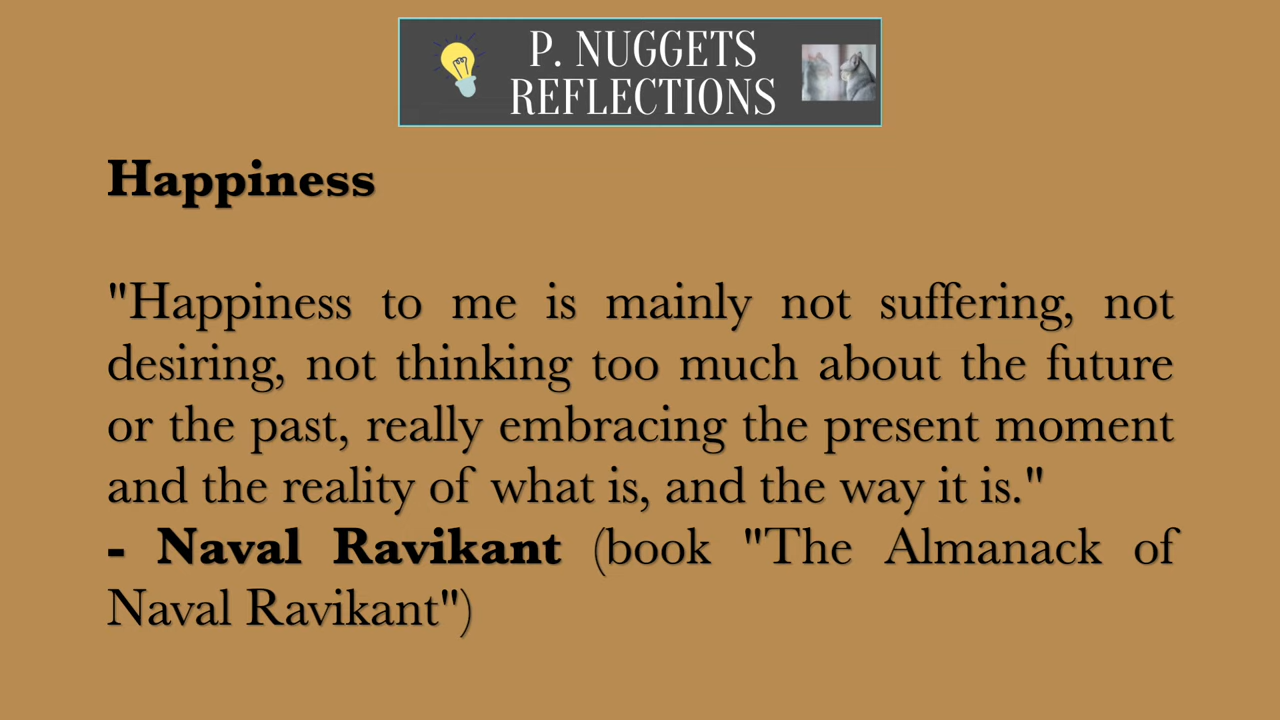 P. NUGGETS
REFLECTIONS
Happiness
"Happiness to me is mainly not suffering, not
desiring, not thinking too much about the future
or the past, really embracing the present moment
and the reality of what is, and the way it is."
- Naval Ravikant (book "The Almanack of
Naval Ravikant")